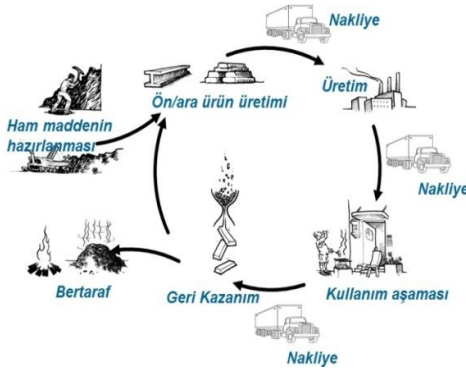 Nakliye
Ön/ara ürün üretimi
Üretim
Ham maddenin
hazırlanması
Nakliye
Bertaraf
Geri Kazanım
Kullanım aşaması
Nakliye